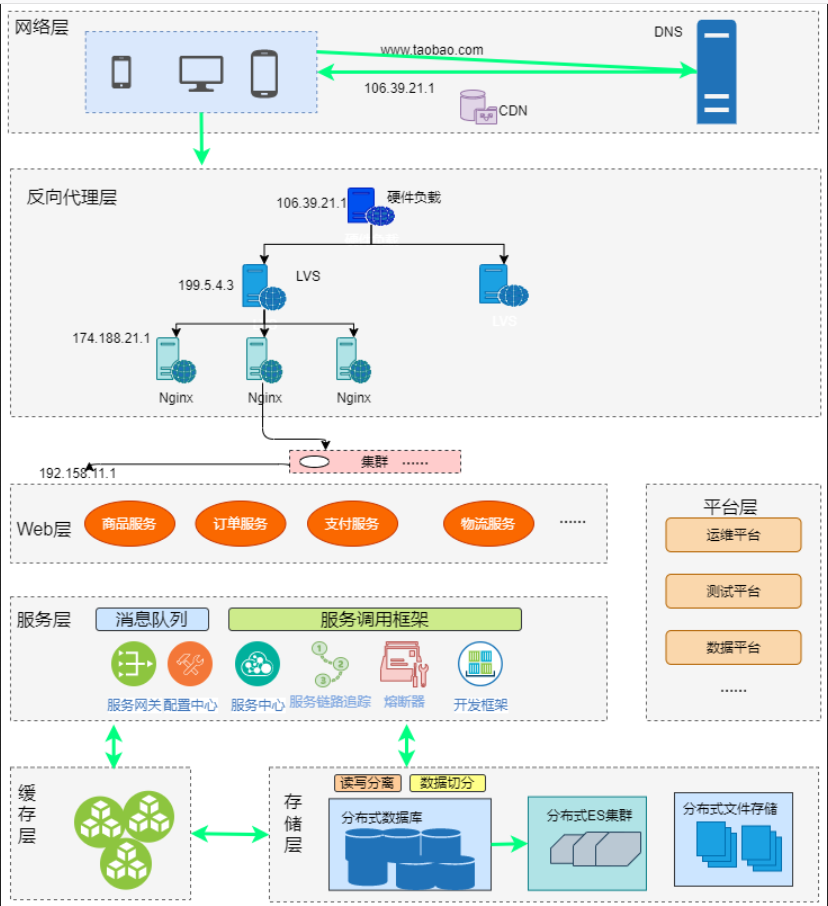 网络层
DNS
www.taobao.com
106.39.21.1
CDN
反向代理层
106.39.21.1
硬件负载
199.5.4.3
LVS
LVS
174.188.21.1
Nginx
Nginx
Nginx
集群 ······
192.158.11.1
Web层
商品服务
订单服务
支付服务
物流服务
······
平台层
运维平台
测试平台
数据平台
······
服务层
消息队列
服务调用框架
服务网关
配置中心
服务中心
1
2
3
服务链路追踪
熔断器
开发框架
缓存层
存储层
读写分离
数据切分
分布式数据库
分布式ES集群
分布式文件存储